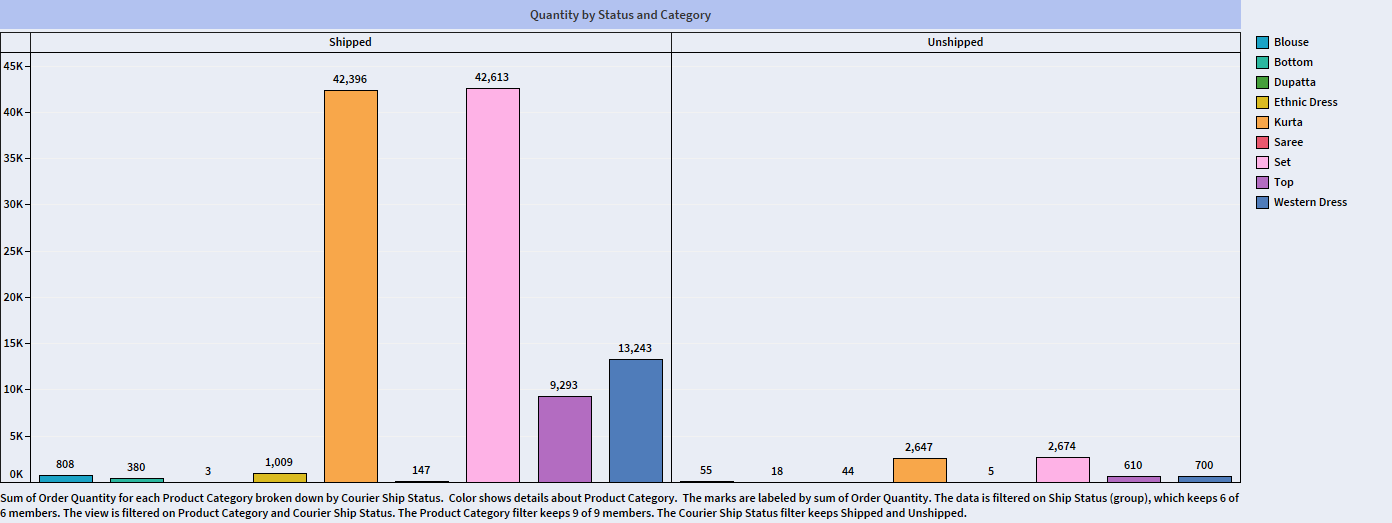 Quantity by Status and Category
Shipped
Unshipped
45K
40K
35K
30K
25K
20K
15K
10K
5K
0K
808
380
3
1,009
42,396
147
42,613
9,293
13,243
55
18
44
2,647
5
2,674
610
700
Blouse
Bottom
Dupatta
Ethnic Dress
Kurta
Saree
Set
Top
Western Dress
Sum of Order Quantity for each Product Category broken down by Courier Ship Status.  Color shows details about Product Category.  The marks are labeled by sum of Order Quantity. The data is filtered on Ship Status (group), which keeps 6 of
6 members. The view is filtered on Product Category and Courier Ship Status. The Product Category filter keeps 9 of 9 members. The Courier Ship Status filter keeps Shipped and Unshipped.